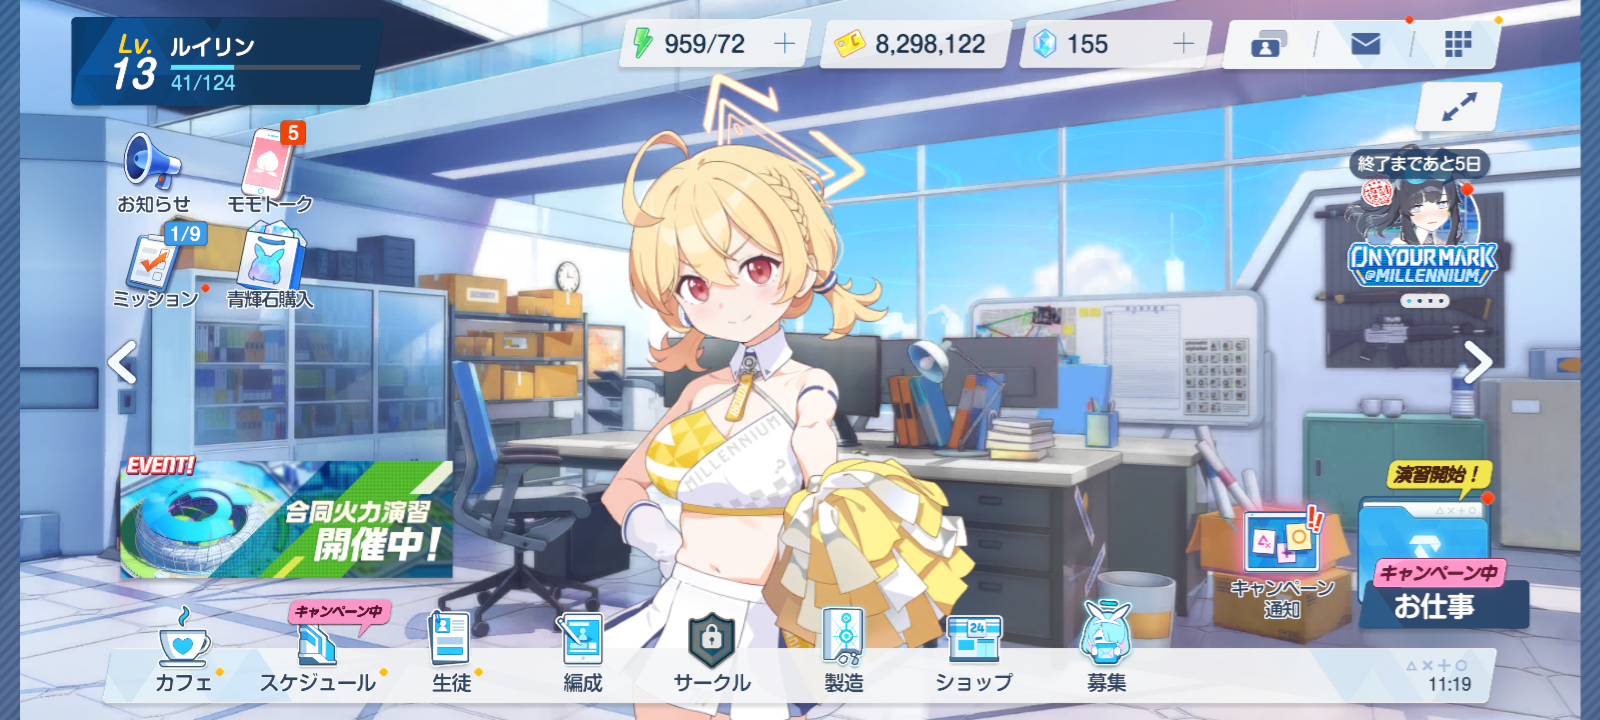 Lv. 13
ルイリン
41/124
959/72
8,298,122
155
お知らせ
5
モモトーク
1/9
ミッション
青輝石購入
終了まであと5日
ON YOUR MARK
@MILLENNIUM
EVENT!
合同火力演習
開催中!
MILLENNIUM
演習開始！
キャンペーン中
お仕事
!!
キャンペーン
通知
カフェ
キャンペーン中
スケジュール
生徒
編成
サークル
製造
24
ショップ
募集
11:19